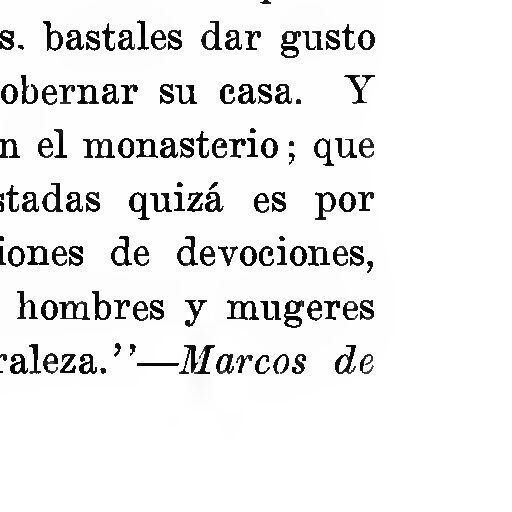 s. bastales dar gusto
obernar su casa. Y
n el monasterio; que
stadas quizá es por
iones de devociones,
hombres y mugeres
raleza."—Marcos de